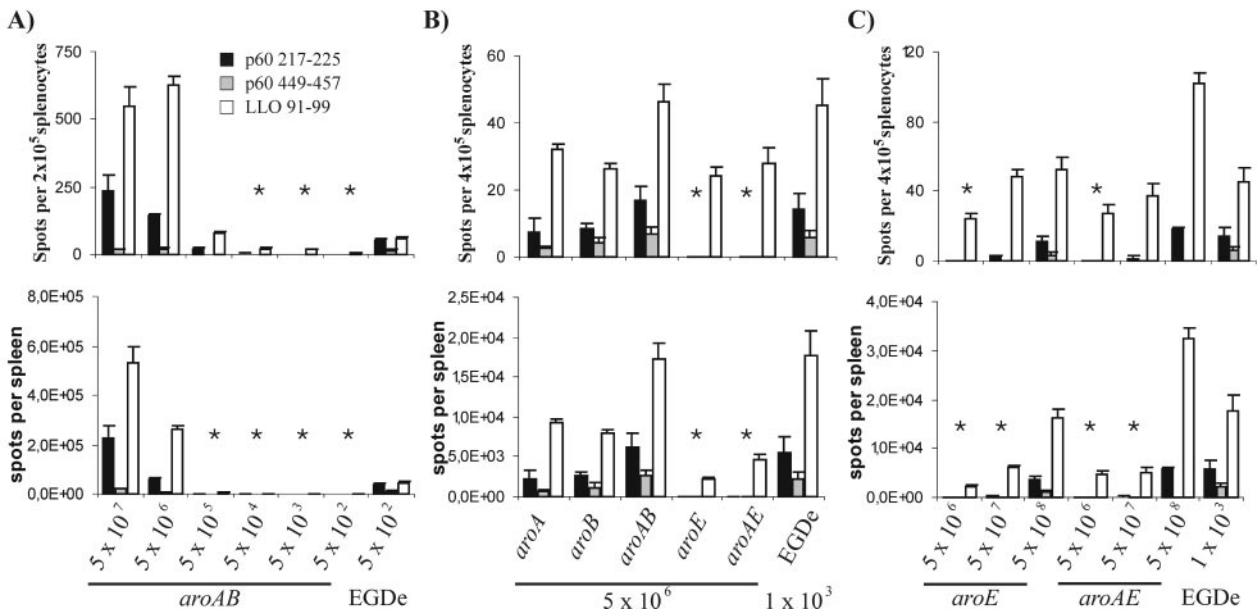 A)
Spots per 2x10⁵ splenocytes
750
500
250
0
p60 217-225
p60 449-457
LLO 91-99
* * *
spots per spleen
8,0E+05
6,0E+05
4,0E+05
2,0E+05
0,0E+00
* * * *
5 x 10⁷
5 x 10⁶
5 x 10⁵
5 x 10⁴
5 x 10³
5 x 10²
5 x 10²
aroAB EGDe
B)
Spots per 4x10⁵ splenocytes
60
40
20
0
* *
spots per spleen
2,5E+04
2,0E+04
1,5E+04
1,0E+04
5,0E+03
0,0E+00
* *
aroA
aroB
aroAB
aroE
aroAE
EGDe
5 x 10⁶ 1 x 10³
C)
Spots per 4x10⁵ splenocytes
120
80
40
0
* *
spots per spleen
4,0E+04
3,0E+04
2,0E+04
1,0E+04
0,0E+00
* * * *
5 x 10⁶
5 x 10⁷
5 x 10⁸
5 x 10⁶
5 x 10⁷
5 x 10⁸
1 x 10³
aroE aroAE EGDe